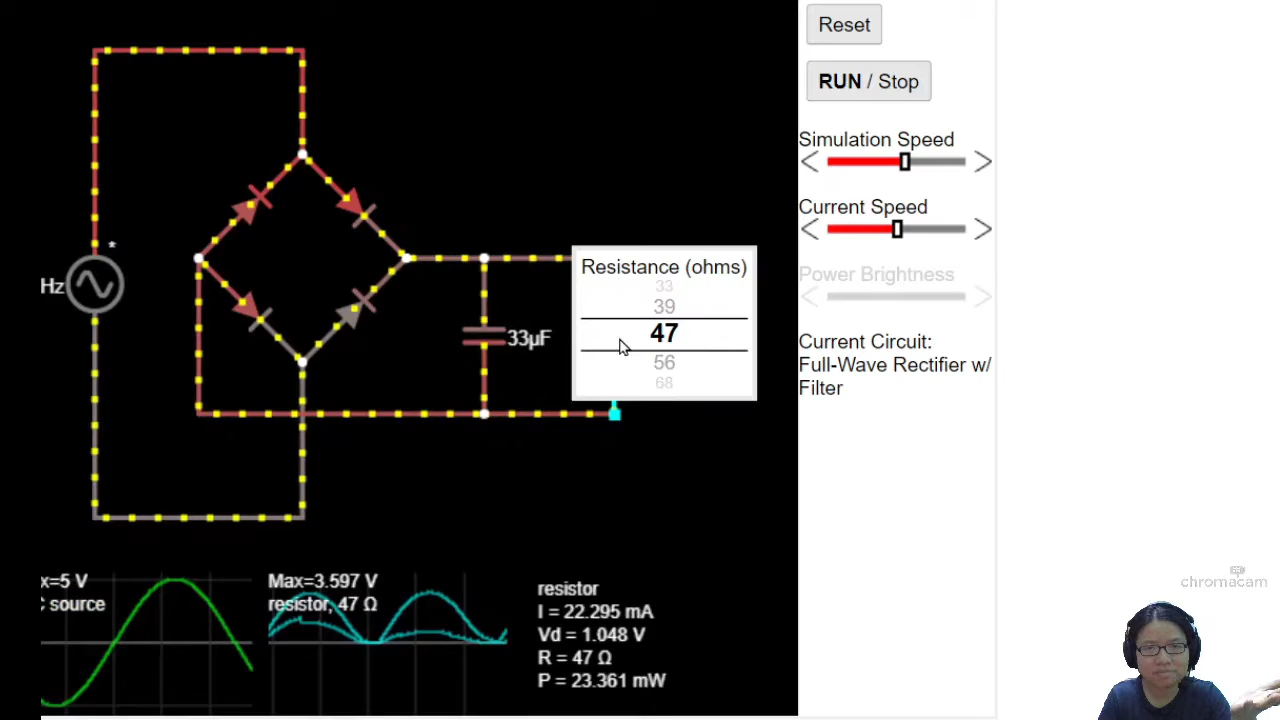 Reset
RUN / Stop
Simulation Speed
Current Speed
Power Brightness
Current Circuit:
Full-Wave Rectifier w/
Filter
*
Hz
33µF
Resistance (ohms)
33
39
47
56
68
x=5 V
C source
Max=3.597 V
resistor, 47 Ω
resistor
I = 22.295 mA
Vd = 1.048 V
R = 47 Ω
P = 23.361 mW
chromacam